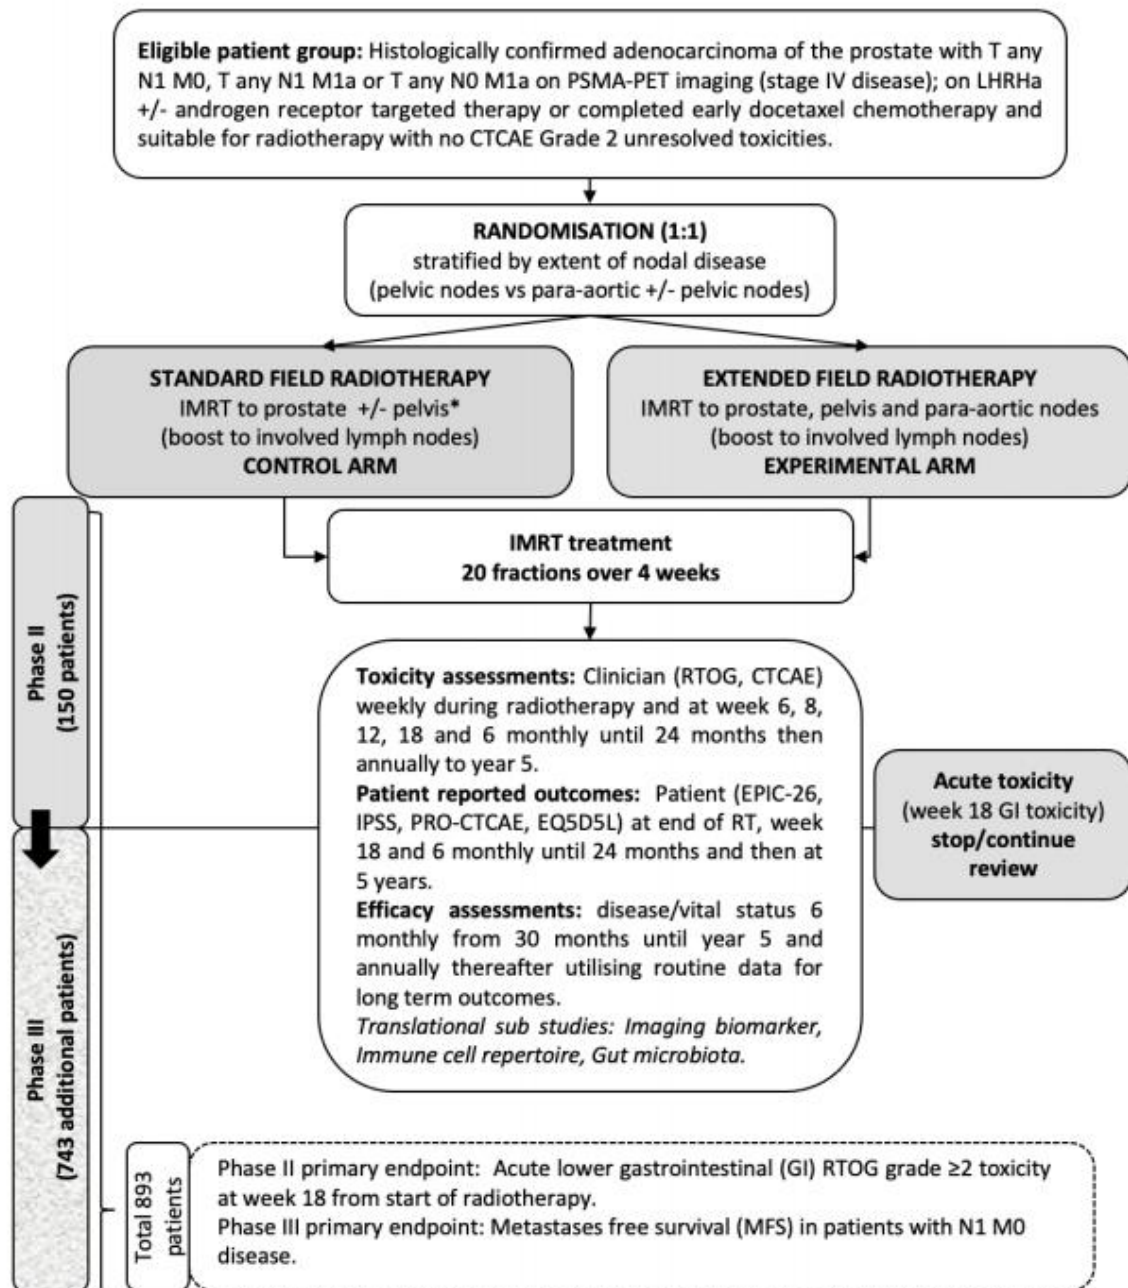 Eligible patient group: Histologically confirmed adenocarcinoma of the prostate with T any
N1 M0, T any N1 M1a or T any N0 M1a on PSMA-PET imaging (stage IV disease); on LHRHa
+/- androgen receptor targeted therapy or completed early docetaxel chemotherapy and
suitable for radiotherapy with no CTCAE Grade 2 unresolved toxicities.
RANDOMISATION (1:1)
stratified by extent of nodal disease
(pelvic nodes vs para-aortic +/- pelvic nodes)
STANDARD FIELD RADIOTHERAPY
IMRT to prostate +/- pelvis*
(boost to involved lymph nodes)
CONTROL ARM
EXTENDED FIELD RADIOTHERAPY
IMRT to prostate, pelvis and para-aortic nodes
(boost to involved lymph nodes)
EXPERIMENTAL ARM
IMRT treatment
20 fractions over 4 weeks
Phase II
(150 patients)
Toxicity assessments: Clinician (RTOG, CTCAE)
weekly during radiotherapy and at week 6, 8,
12, 18 and 6 monthly until 24 months then
annually to year 5.
Patient reported outcomes: Patient (EPIC-26,
IPSS, PRO-CTCAE, EQ5D5L) at end of RT, week
18 and 6 monthly until 24 months and then at
5 years.
Efficacy assessments: disease/vital status 6
monthly from 30 months until year 5 and
annually thereafter utilising routine data for
long term outcomes.
Translational sub studies: Imaging biomarker,
Immune cell repertoire, Gut microbiota.
Acute toxicity
(week 18 GI toxicity)
stop/continue
review
Phase III
(743 additional patients)
Total 893
patients
Phase II primary endpoint: Acute lower gastrointestinal (GI) RTOG grade ≥2 toxicity
at week 18 from start of radiotherapy.
Phase III primary endpoint: Metastases free survival (MFS) in patients with N1 M0
disease.